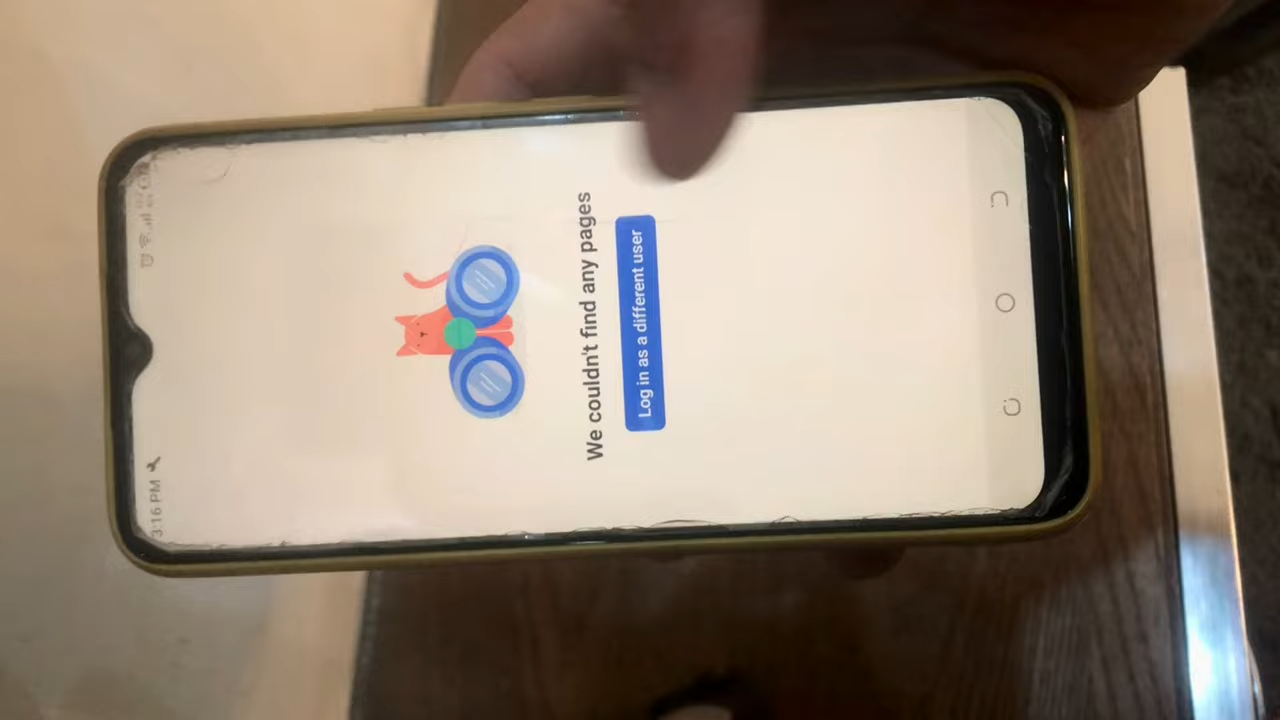 3:16 PM
We couldn't find any pages
Log in as a different user